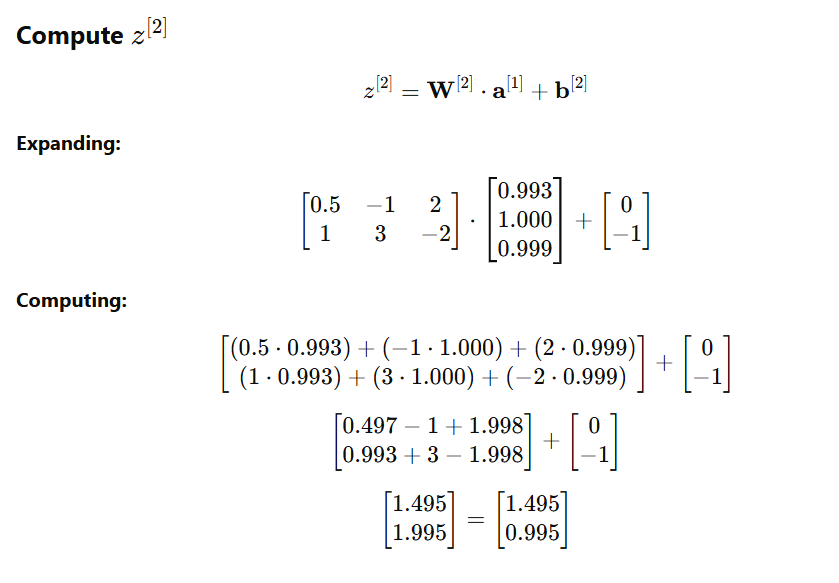 Compute z^[2]
z^[2] = W^[2] · a^[1] + b^[2]
Expanding:
[0.5 −1 2; 1 3 −2] · [0.993; 1.000; 0.999] + [0; −1]
Computing:
[(0.5 · 0.993) + (−1 · 1.000) + (2 · 0.999); (1 · 0.993) + (3 · 1.000) + (−2 · 0.999)] + [0; −1]
[0.497 − 1 + 1.998; 0.993 + 3 − 1.998] + [0; −1]
[1.495; 1.995] = [1.495; 0.995]